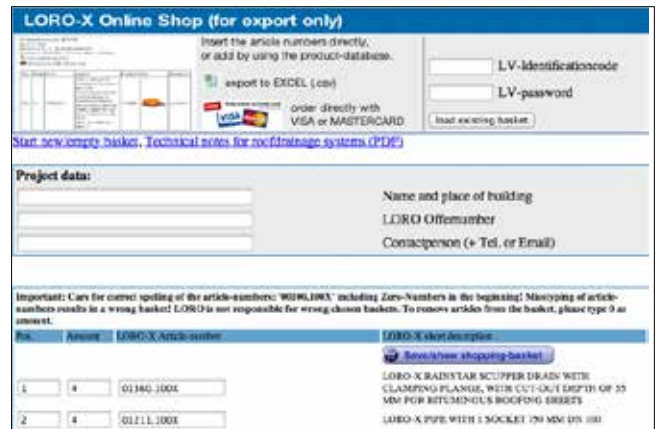 LORO-X Online Shop (for export only)
Insert the article numbers directly,
or add by using the product-database.
export to EXCEL (.csv)
order directly with
VISA or MASTERCARD
VISA
LV-Identificationcode
LV-password
load existing basket
Start new/empty basket, Technical notes for roofdrainage systems (PDF)
Project data:
Name and place of building
LORO Offernumber
Contactperson (+ Tel. or Email)
Important: Care for correct spelling of the article-numbers: '00100.100X' including Zero-Numbers in the beginning! Misstyping of article-
numbers results in a wrong basket! LORO is not responsible for wrong chosen baskets. To remove articles from the basket, please type 0 as
amount.
Pos. Amount LORO-X Article-number LORO-X short description
Save/show shopping-basket
1 4 01360.100X LORO-X RAINSTAR SCUPPER DRAIN WITH
CLAMPING FLANGE, WITH CUT-OUT DEPTH OF 55
MM FOR BITUMINOUS ROOFING SHEETS
2 4 01211.100X LORO-X PIPE WITH 1 SOCKET 750 MM DN 100